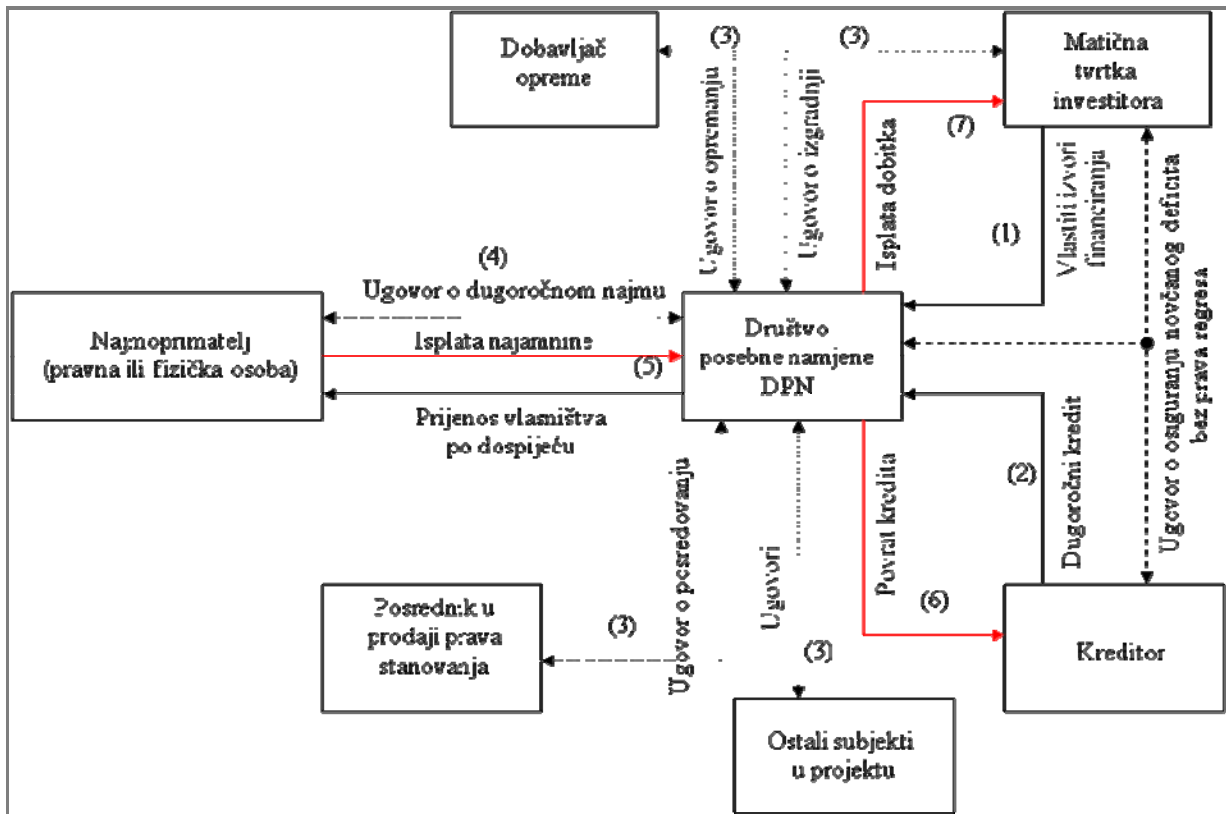 Dobavljač
opreme
(3)
(3)
Matična
tvrtka
investitora
Ugovor o opremanju
Ugovor o izgradnji
Isplata dobitka
(7)
(1)
Vlastiti izvori
financiranja
Ugovor o osiguranju novčanog deficita
bez prava regresa
(4)
Ugovor o dugoročnom najmu
Najmoprimatelj
(pravna ili fizička osoba)
Isplata najamnine
(5)
Društvo
posebne namjene
DPN
Prijenos vlasništva
po dospijeću
Ugovor o posredovanju
Ugovori
Povrat kredita
(2)
Dugoročni kredit
(6)
Posrednik u
prodaji prava
stanovanja
(3)
(3)
Kreditor
Ostali subjekti
u projektu